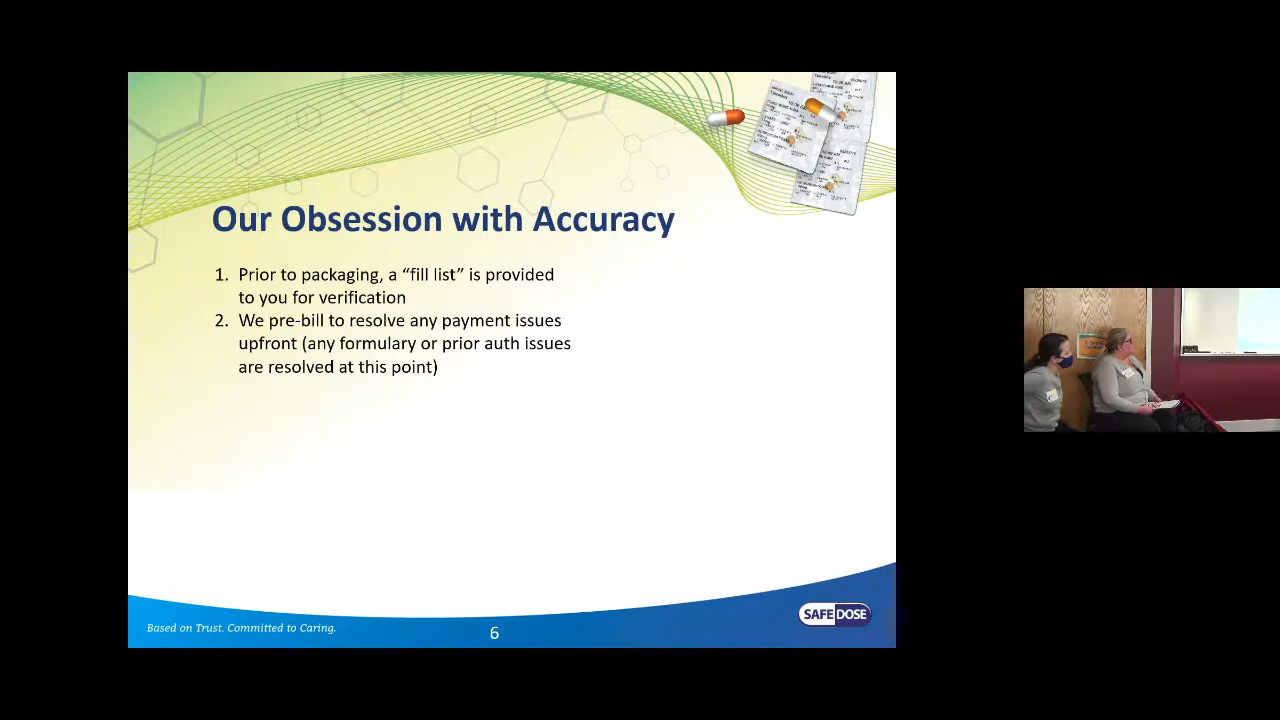 Our Obsession with Accuracy
1. Prior to packaging, a “fill list” is provided
to you for verification
2. We pre-bill to resolve any payment issues
upfront (any formulary or prior auth issues
are resolved at this point)
Based on Trust. Committed to Caring.
6
SAFEDOSE